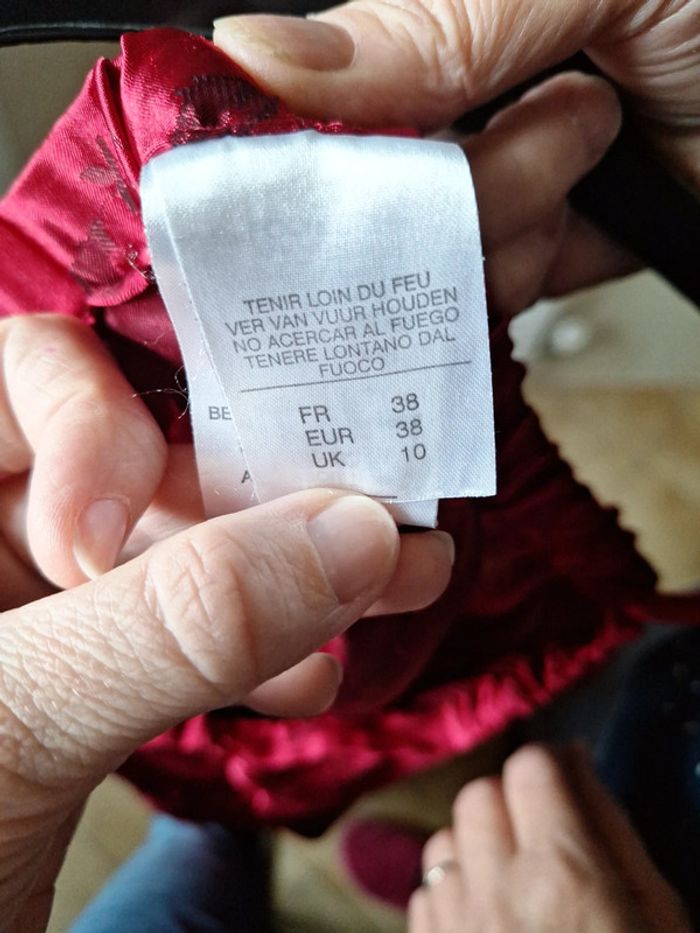 TENIR LOIN DU FEU
VER VAN VUUR HOUDEN
NO ACERCAR AL FUEGO
TENERE LONTANO DAL
FUOCO
FR 38
EUR 38
UK 10
BE